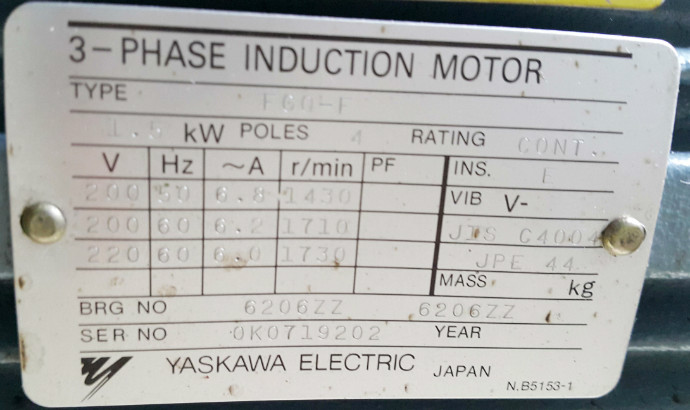 3-PHASE INDUCTION MOTOR
TYPE
1.5 kW POLES 4 RATING CONT.
V Hz ~A r/min PF INS. E
200 50 6.8 1430 VIB V-
200 60 6.2 1710 JIS C4004
220 60 6.0 1730 JPE 44
MASS kg
BRG NO 6206ZZ 6206ZZ
SER NO 0K0719202 YEAR
YASKAWA ELECTRIC JAPAN N.B5153-1